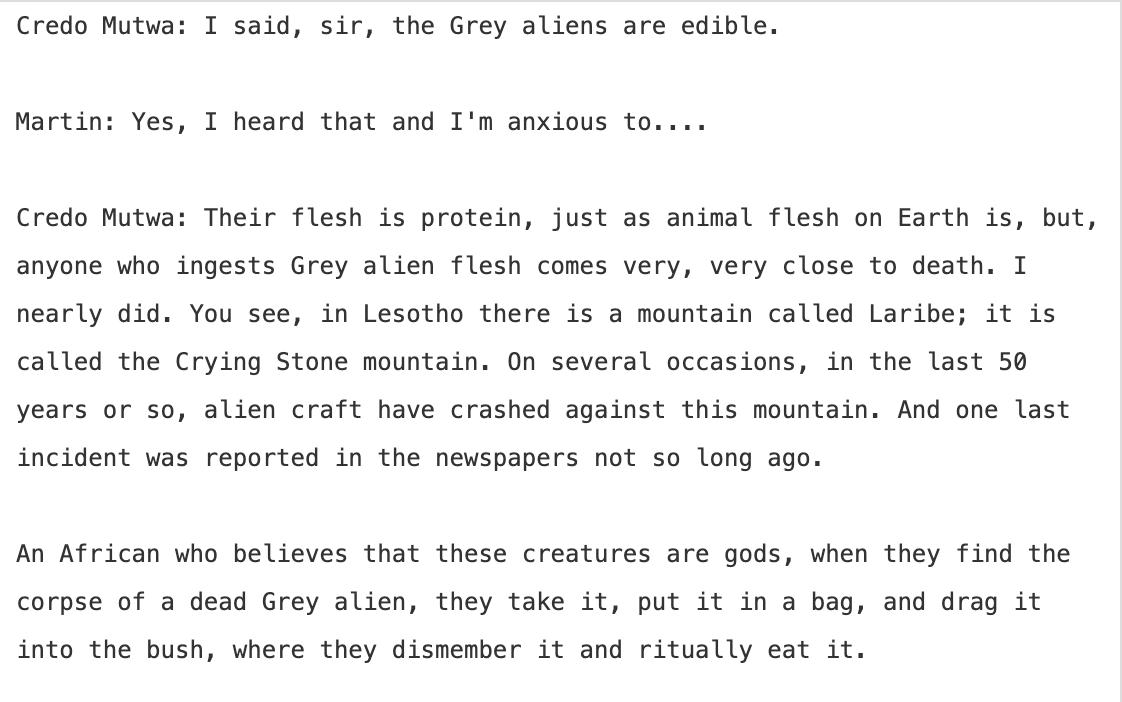 Credo Mutwa: I said, sir, the Grey aliens are edible.
Martin: Yes, I heard that and I'm anxious to....
Credo Mutwa: Their flesh is protein, just as animal flesh on Earth is, but,
anyone who ingests Grey alien flesh comes very, very close to death. I
nearly did. You see, in Lesotho there is a mountain called Laribe; it is
called the Crying Stone mountain. On several occasions, in the last 50
years or so, alien craft have crashed against this mountain. And one last
incident was reported in the newspapers not so long ago.
An African who believes that these creatures are gods, when they find the
corpse of a dead Grey alien, they take it, put it in a bag, and drag it
into the bush, where they dismember it and ritually eat it.